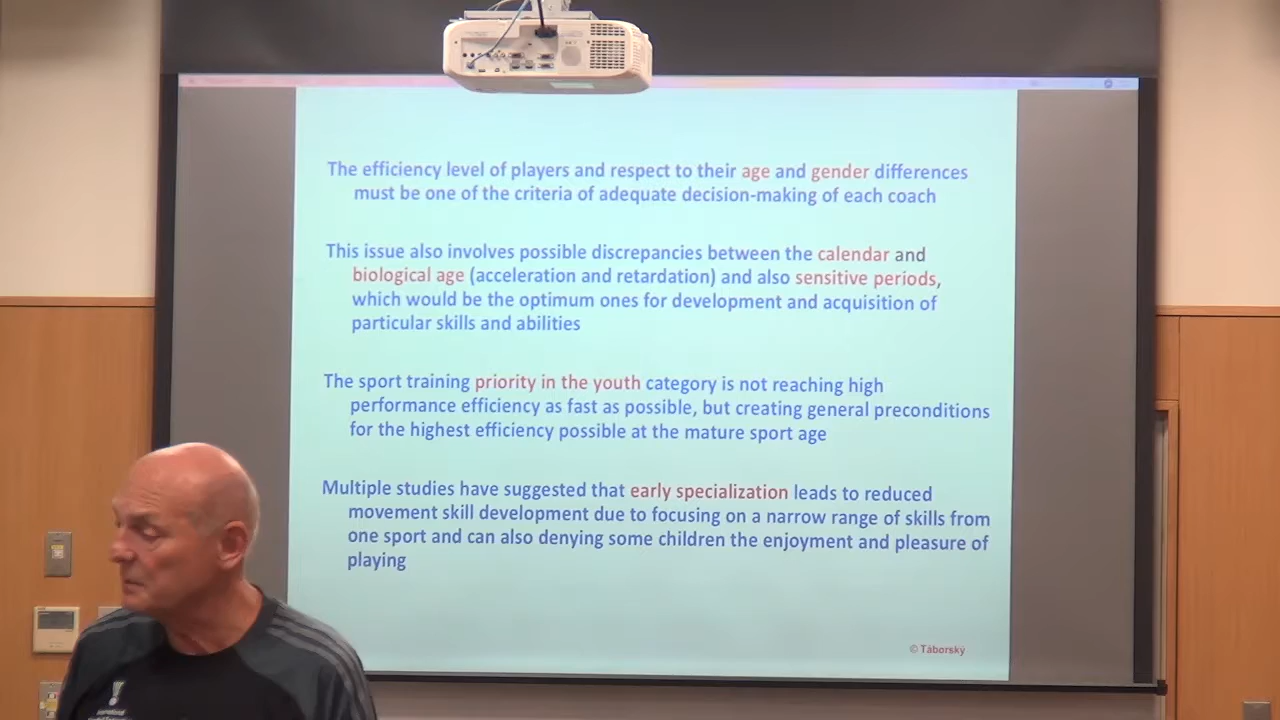 The efficiency level of players and respect to their age and gender differences
must be one of the criteria of adequate decision-making of each coach
This issue also involves possible discrepancies between the calendar and
biological age (acceleration and retardation) and also sensitive periods,
which would be the optimum ones for development and acquisition of
particular skills and abilities
The sport training priority in the youth category is not reaching high
performance efficiency as fast as possible, but creating general preconditions
for the highest efficiency possible at the mature sport age
Multiple studies have suggested that early specialization leads to reduced
movement skill development due to focusing on a narrow range of skills from
one sport and can also denying some children the enjoyment and pleasure of
playing
© Táborský